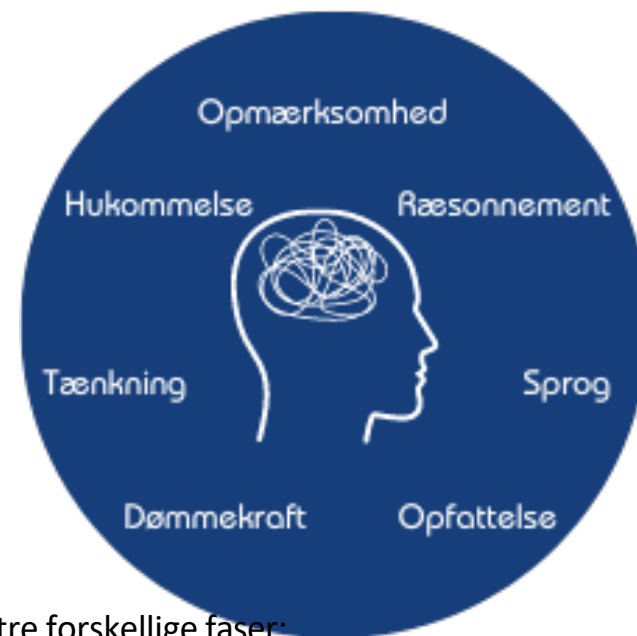 Opmærksomhed
Hukommelse
Ræsonnement
Tænkning
Sprog
Dømmekraft
Opfattelse
tre forskellige faser: